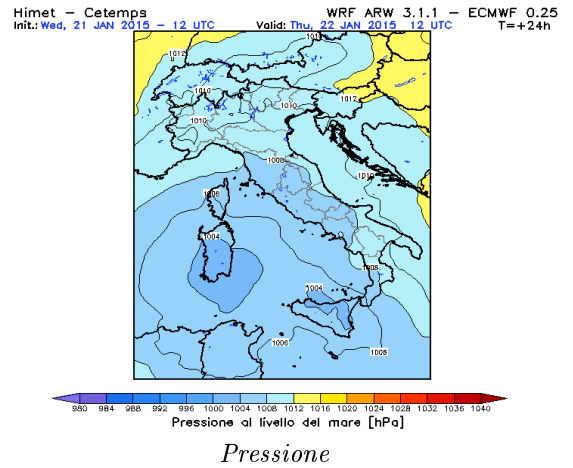 Himet – Cetemps WRF ARW 3.1.1 – ECMWF 0.25
Init.: Wed, 21 JAN 2015 – 12 UTC Valid: Thu, 22 JAN 2015 12 UTC T=+24h
1012
1010
1010
1012
1010
1008
1010
1006
1004
1008
1004
1006
1008
980 984 988 992 996 1000 1004 1008 1012 1016 1020 1024 1028 1032 1036 1040
Pressione al livello del mare [hPa]
Pressione